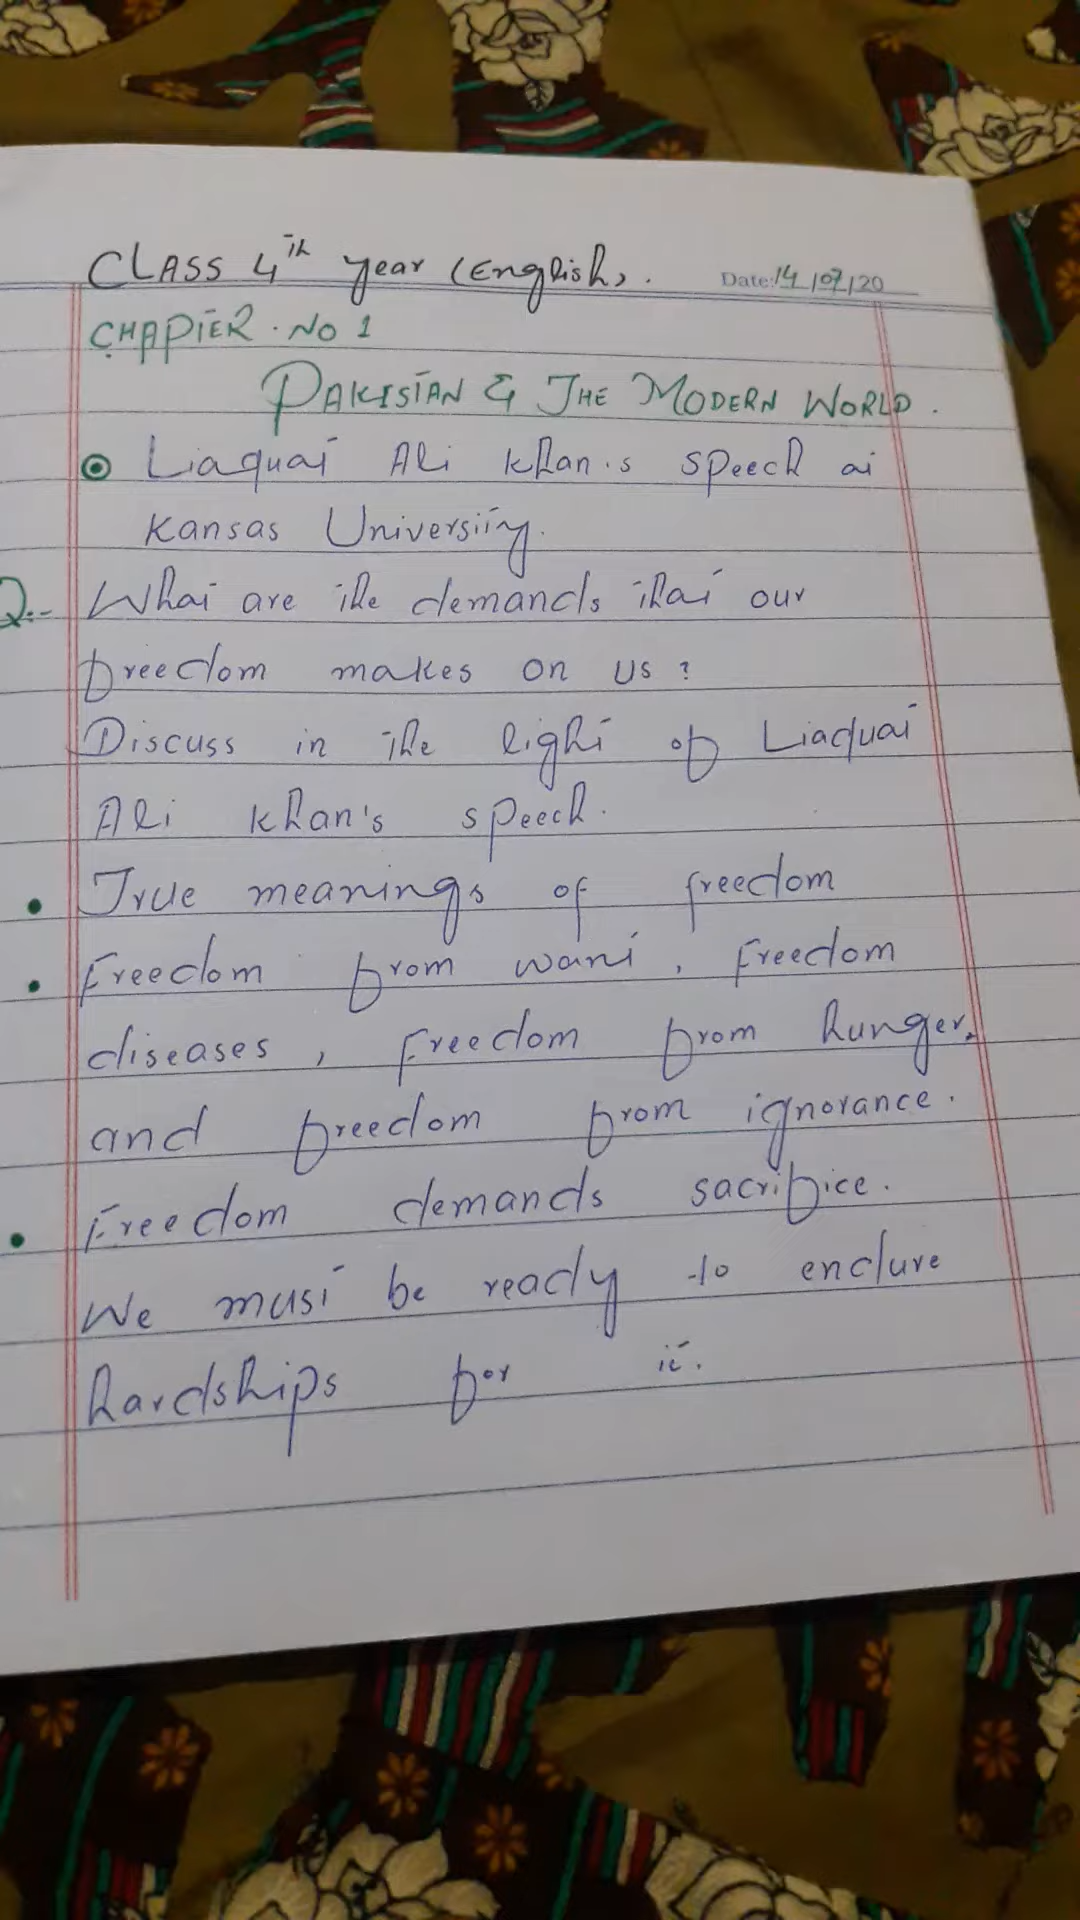 CLASS 4th year (English).
Date: 14/07/20
CHAPTER. No 1
PAKISTAN & THE MODERN WORLD.
Liaquat Ali Khan's speech at
Kansas University.
Q.- What are the demands that our
freedom makes on us?
Discuss in the light of Liaquat
Ali Khan's speech.
• True meanings of freedom
• Freedom from want, Freedom
diseases, freedom from hunger,
and freedom from ignorance.
• Freedom demands sacrifice.
We must be ready to endure
hardships for it.